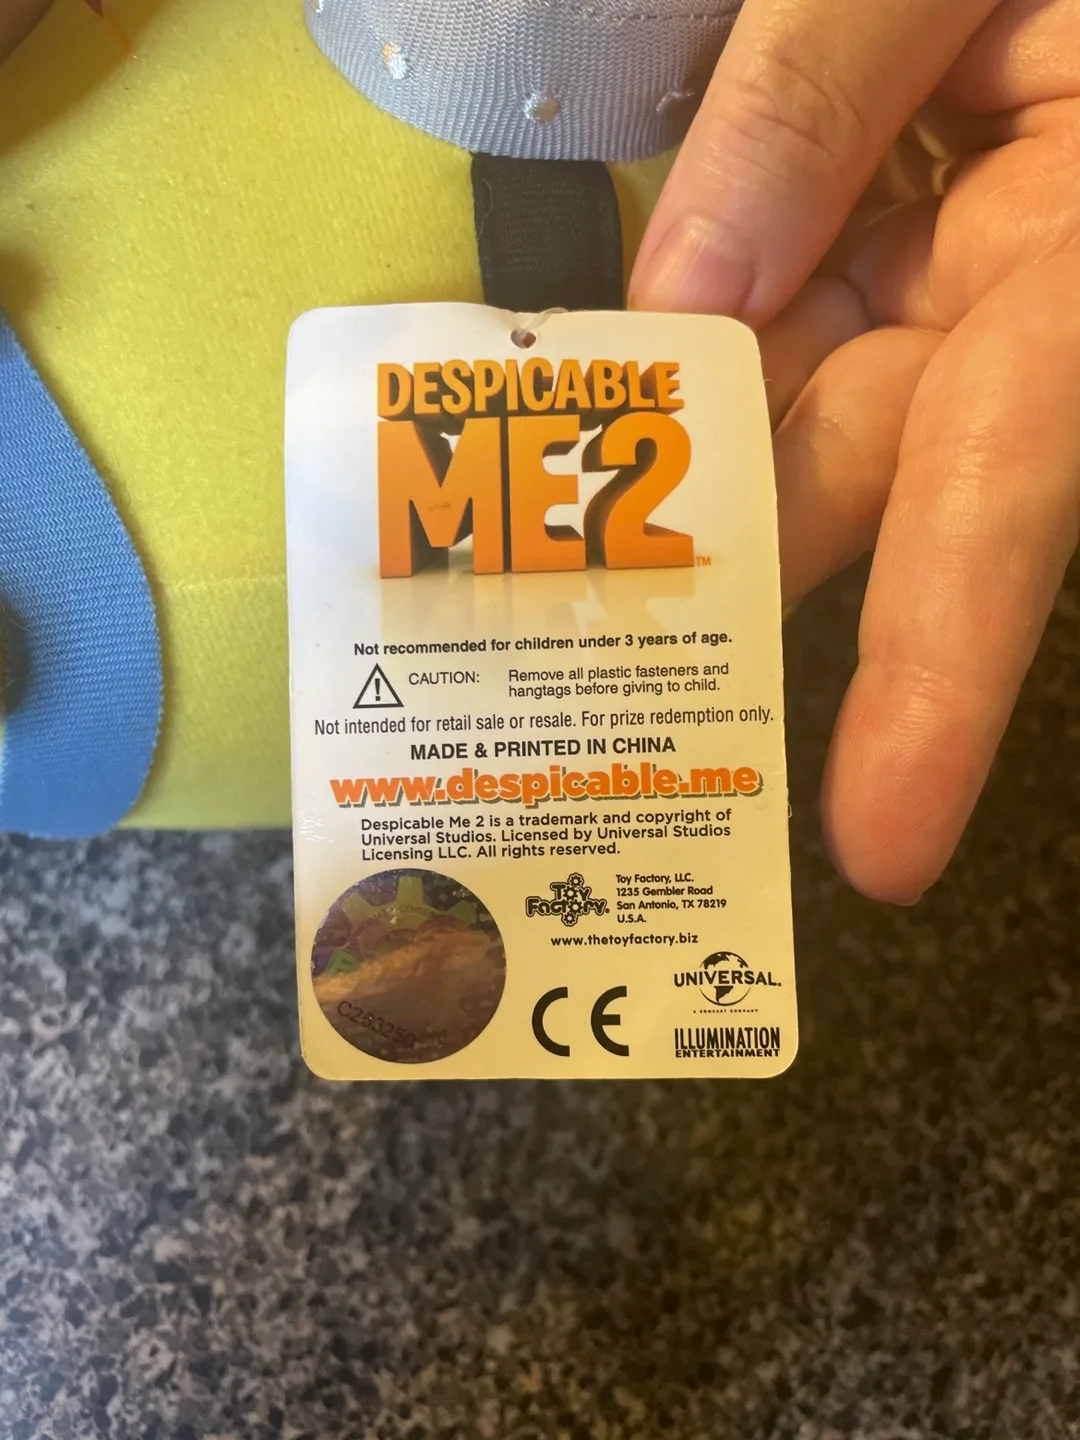 DESPICABLE
ME 2™
Not recommended for children under 3 years of age.
CAUTION: Remove all plastic fasteners and
hangtags before giving to child.
Not intended for retail sale or resale. For prize redemption only.
MADE & PRINTED IN CHINA
www.despicable.me
Despicable Me 2 is a trademark and copyright of
Universal Studios. Licensed by Universal Studios
Licensing LLC. All rights reserved.
Toy
Factory.
Toy Factory, LLC.
1235 Gembler Road
San Antonio, TX 78219
U.S.A.
www.thetoyfactory.biz
UNIVERSAL.
A COMCAST COMPANY
CE
ILLUMINATION
ENTERTAINMENT